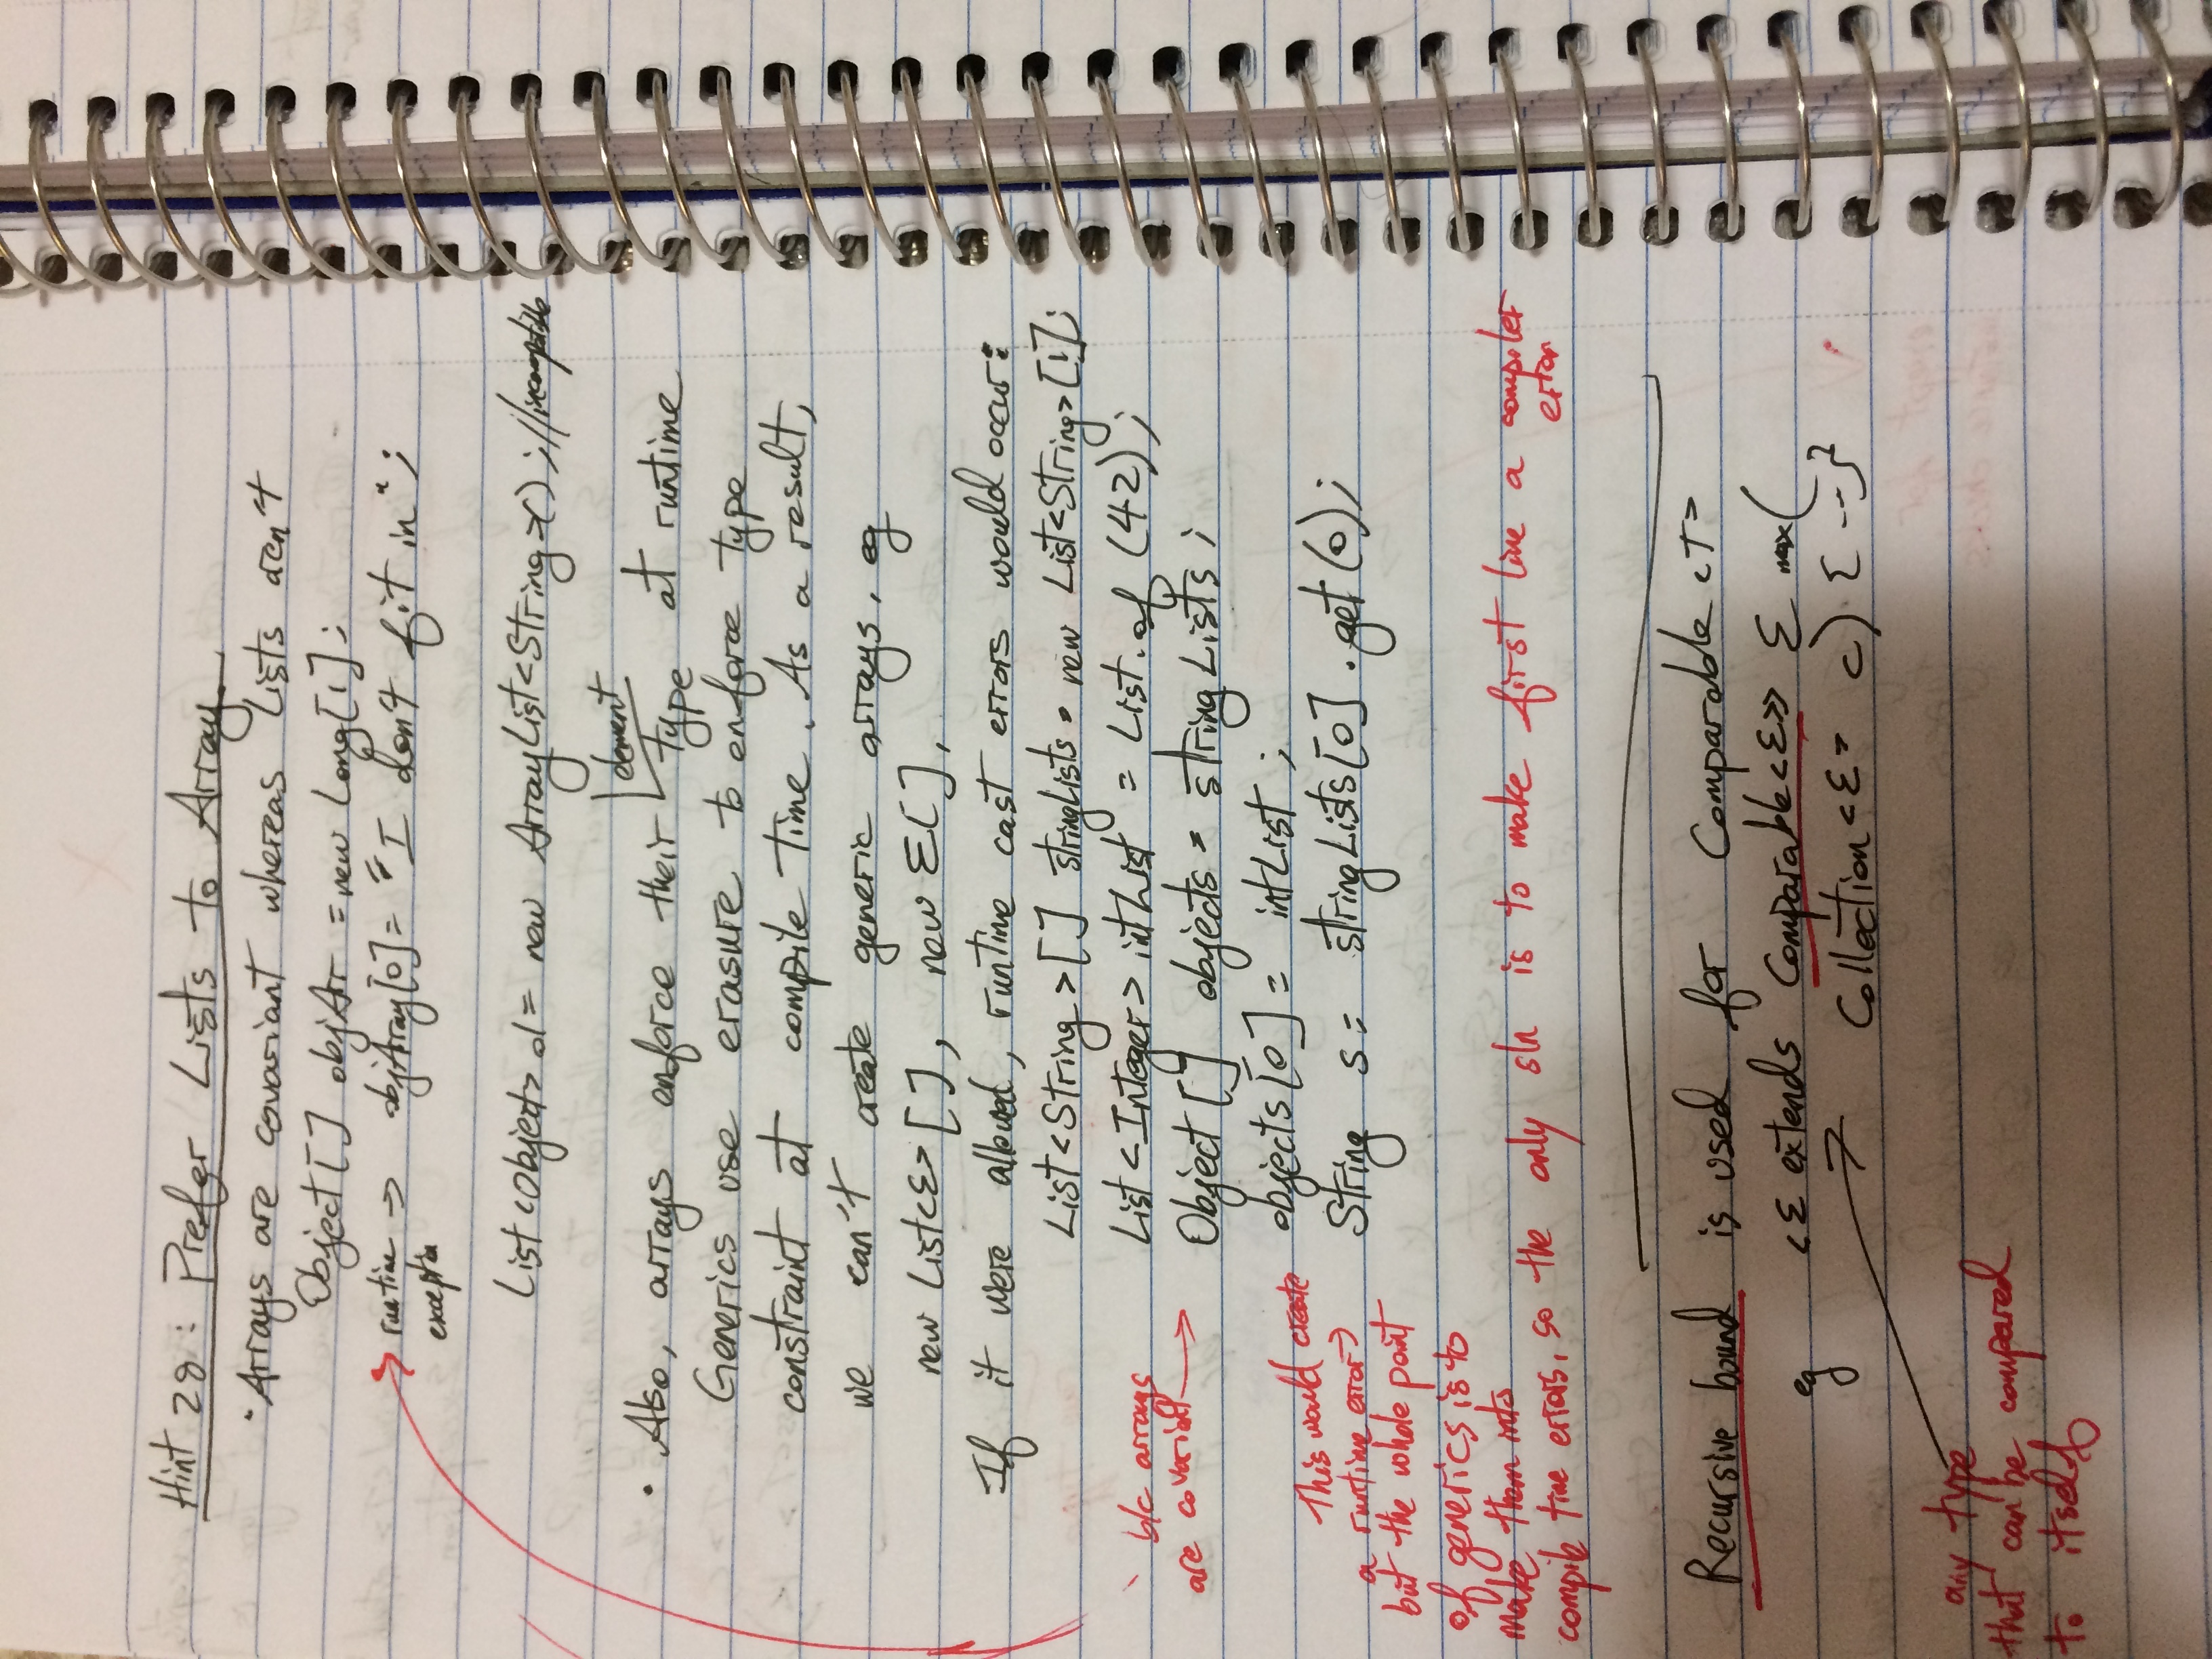 Hint 28: Prefer Lists to Array
· Arrays are covariant whereas Lists aren't
Object[] objArr = new Long[1];
runtime → objArray[0] = "I don't fit in";
exception
List<Object> ol = new ArrayList<String>(); //incompatible
element
· Also, arrays enforce their type at runtime
Generics use erasure to enforce type
constraint at compile time. As a result,
we can't create generic arrays, eg
new List<E>[], new E[],
If it were allowed, runtime cast errors would occur:
List<String>[] stringLists = new List<String>[1];
List<Integer> intList = List.of (42);
b/c arrays
are covariant →
Object[] objects = stringLists;
objects[0] = intList;
String s = stringLists[0].get(0);
This would create
a runtime error →
but the whole point
of generics is to
make them into
compile time errors, so the only sln is to make first line a compiler
error
Recursive bound is used for Comparable<T>
eg <E extends Comparable<E>> E max(
Collection<E> c) { -- }
any type
that can be compared
to itself